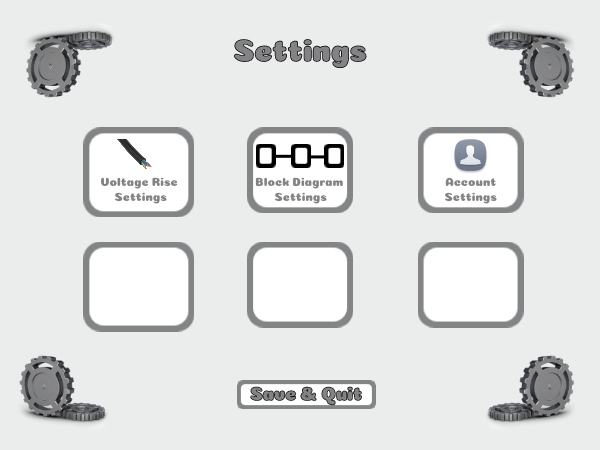 Settings
Voltage Rise
Settings
Block Diagram
Settings
Account
Settings
Save & Quit